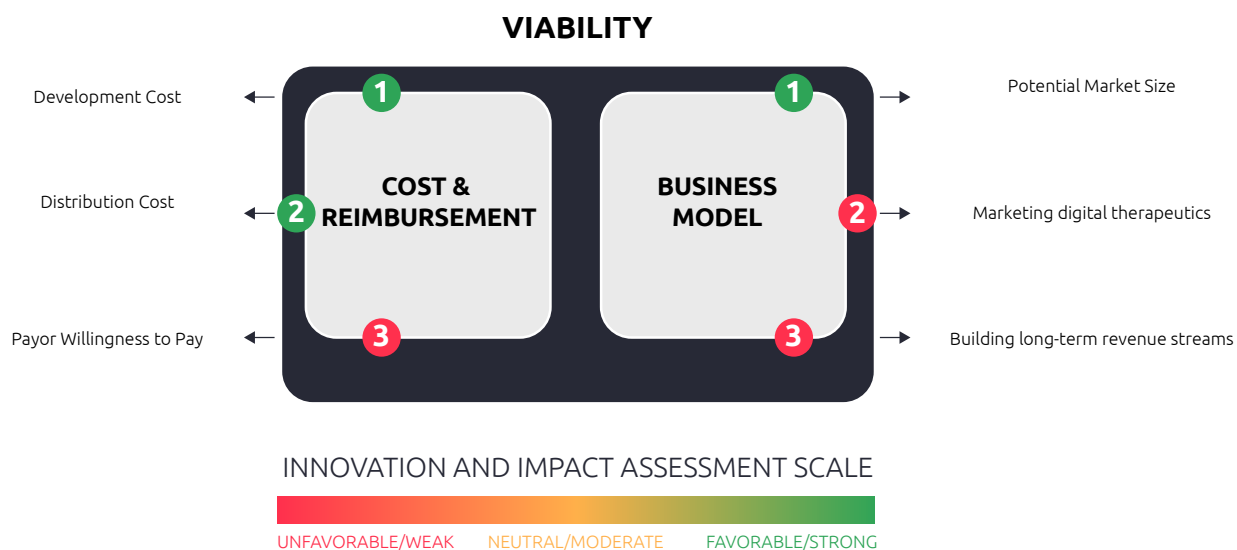 VIABILITY
Development Cost
1
1
Potential Market Size
COST &
REIMBURSEMENT
BUSINESS
MODEL
Distribution Cost
2
2
Marketing digital therapeutics
Payor Willingness to Pay
3
3
Building long-term revenue streams
INNOVATION AND IMPACT ASSESSMENT SCALE
UNFAVORABLE/WEAK
NEUTRAL/MODERATE
FAVORABLE/STRONG